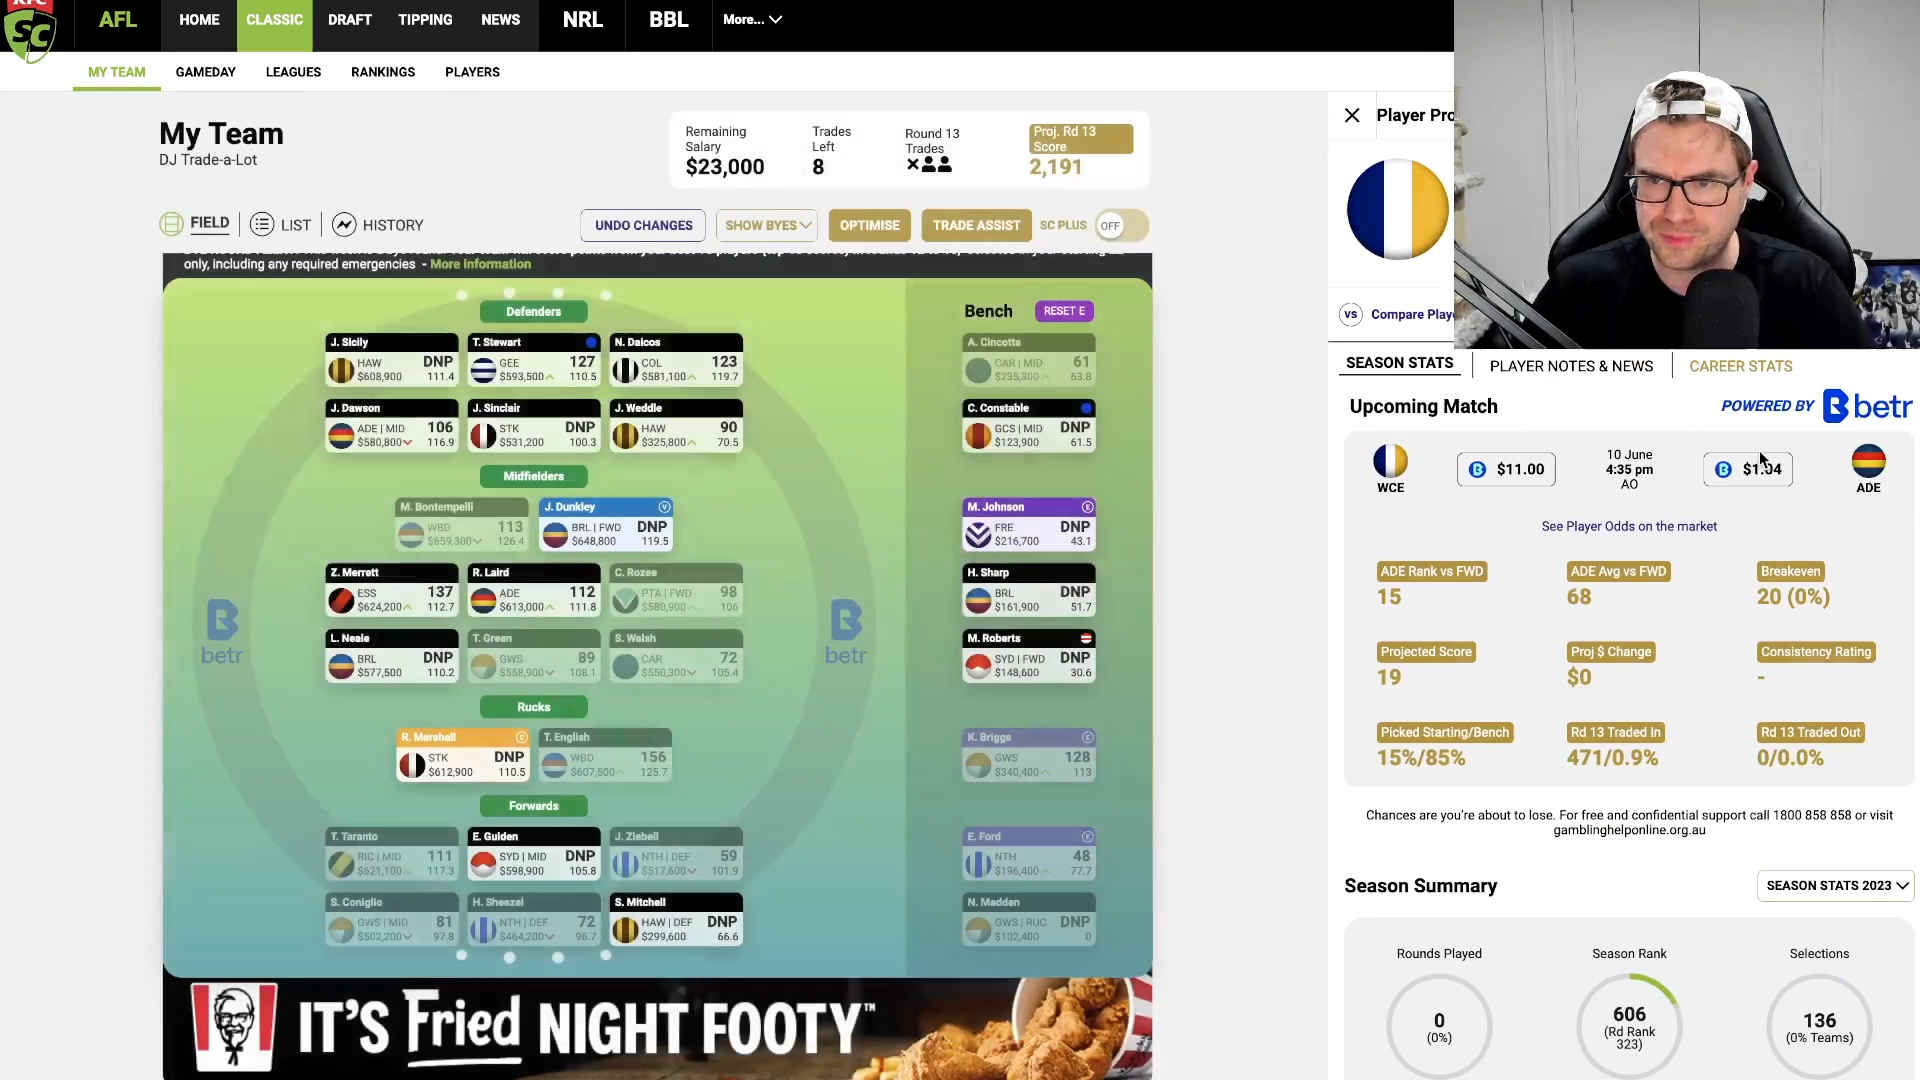 KFC
SC
AFL
HOME
CLASSIC
DRAFT
TIPPING
NEWS
NRL
BBL
More...
MY TEAM
GAMEDAY
LEAGUES
RANKINGS
PLAYERS
My Team
DJ Trade-a-Lot
Remaining Salary
$23,000
Trades Left
8
Round 13 Trades
Proj. Rd 13 Score
2,191
FIELD
LIST
HISTORY
UNDO CHANGES
SHOW BYES
OPTIMISE
TRADE ASSIST
SC PLUS
OFF
only, including any required emergencies - More information
Defenders
J. Sicily
HAW DNP
$608,900 111.4
T. Stewart
GEE 127
$593,500 110.5
N. Daicos
COL 123
$581,100 119.7
J. Dawson
ADE | MID 106
$580,800 116.9
J. Sinclair
STK DNP
$531,200 100.3
J. Weddle
HAW 90
$325,800 70.5
Midfielders
M. Bontempelli
WBD 113
$659,300 126.4
J. Dunkley V
BRL | FWD DNP
$648,800 119.5
Z. Merrett
ESS 137
$624,200 112.7
R. Laird
ADE 112
$613,000 111.8
C. Rozee
PTA | FWD 98
$580,900 106
L. Neale
BRL DNP
$577,500 110.2
T. Green
GWS 89
$558,900 108.1
S. Walsh
CAR 72
$550,300 105.4
betr
betr
Rucks
R. Marshall C
STK DNP
$612,900 110.5
T. English
WBD 156
$607,500 125.7
Forwards
T. Taranto
RIC | MID 111
$621,100 117.3
E. Gulden
SYD | MID DNP
$598,900 105.8
J. Ziebell
NTH | DEF 59
$517,600 101.9
S. Coniglio
GWS | MID 81
$502,200 97.8
H. Sheezel
NTH | DEF 72
$464,200 96.7
S. Mitchell
HAW | DEF DNP
$299,600 66.6
Bench
RESET E
A. Cincotta
CAR | MID 61
$235,300 63.8
C. Constable
GCS | MID DNP
$123,900 61.5
M. Johnson E
FRE DNP
$216,700 43.1
H. Sharp
BRL DNP
$161,900 51.7
M. Roberts
SYD | FWD DNP
$148,600 30.6
K. Briggs E
GWS 128
$340,400 113
E. Ford E
NTH 48
$196,400 77.7
N. Madden
GWS | RUC DNP
$102,400 0
IT'S Fried NIGHT FOOTY™
Player Pro
VS Compare Playe
SEASON STATS
PLAYER NOTES & NEWS
CAREER STATS
Upcoming Match
POWERED BY betr
WCE
$11.00
10 June
4:35 pm
AO
$1.04
ADE
See Player Odds on the market
ADE Rank vs FWD
15
ADE Avg vs FWD
68
Breakeven
20 (0%)
Projected Score
19
Proj $ Change
$0
Consistency Rating
-
Picked Starting/Bench
15%/85%
Rd 13 Traded In
471/0.9%
Rd 13 Traded Out
0/0.0%
Chances are you're about to lose. For free and confidential support call 1800 858 858 or visit
gamblinghelponline.org.au
Season Summary
SEASON STATS 2023
Rounds Played
0
(0%)
Season Rank
606
(Rd Rank
323)
Selections
136
(0% Teams)